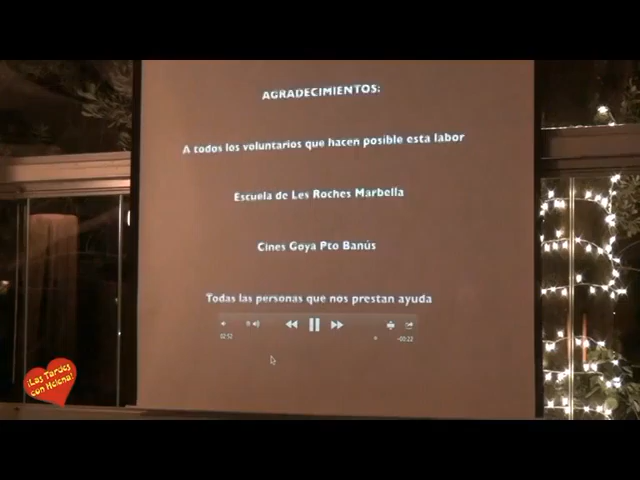 AGRADECIMIENTOS:
A todos los voluntarios que hacen posible esta labor
Escuela de Les Roches Marbella
Cines Goya Pto Banús
Todas las personas que nos prestan ayuda
02:52
-00:22
¡Las Tardes
con Helena!